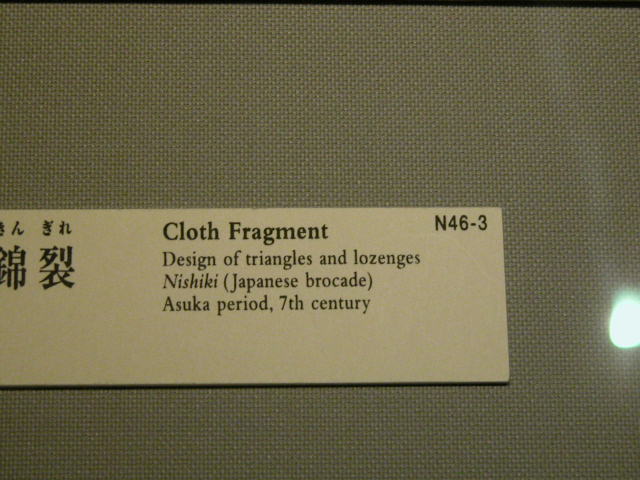 きん ぎれ
錦 裂
Cloth Fragment
N46-3
Design of triangles and lozenges
Nishiki (Japanese brocade)
Asuka period, 7th century